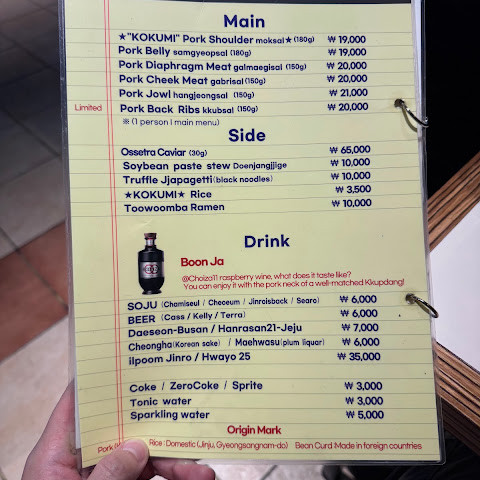 Main
★"KOKUMI" Pork Shoulder moksal★(180g) ₩ 19,000
Pork Belly samgyeopsal (180g) ₩ 19,000
Pork Diaphragm Meat galmaegisal (150g) ₩ 20,000
Pork Cheek Meat gabrisal(150g) ₩ 20,000
Pork Jowl hangjeongsal (150g) ₩ 21,000
Limited Pork Back Ribs kkubsal (150g) ₩ 20,000
※ (1 person 1 main menu)
Side
Ossetra Caviar (30g) ₩ 65,000
Soybean paste stew Doenjangjjige ₩ 10,000
Truffle Jjapagetti(black noodles) ₩ 10,000
★KOKUMI★ Rice ₩ 3,500
Toowoomba Ramen ₩ 10,000
Drink
Boon Ja
@Choiza11 raspberry wine, what does it taste like?
You can enjoy it with the pork neck of a well-matched Kkupdang!
SOJU (Chamiseul / Cheoeum / Jinroisback / Searo) ₩ 6,000
BEER (Cass / Kelly / Terra) ₩ 6,000
Daeseon-Busan / Hanrasan21-Jeju ₩ 7,000
Cheongha(Korean sake) / Maehwasu(plum liquar) ₩ 6,000
ilpoom Jinro / Hwayo 25 ₩ 35,000
Coke / ZeroCoke / Sprite ₩ 3,000
Tonic water ₩ 3,000
Sparkling water ₩ 5,000
Origin Mark
Pork Rice : Domestic (Jinju, Gyeongsangnam-do) Bean Curd :Made in foreign countries